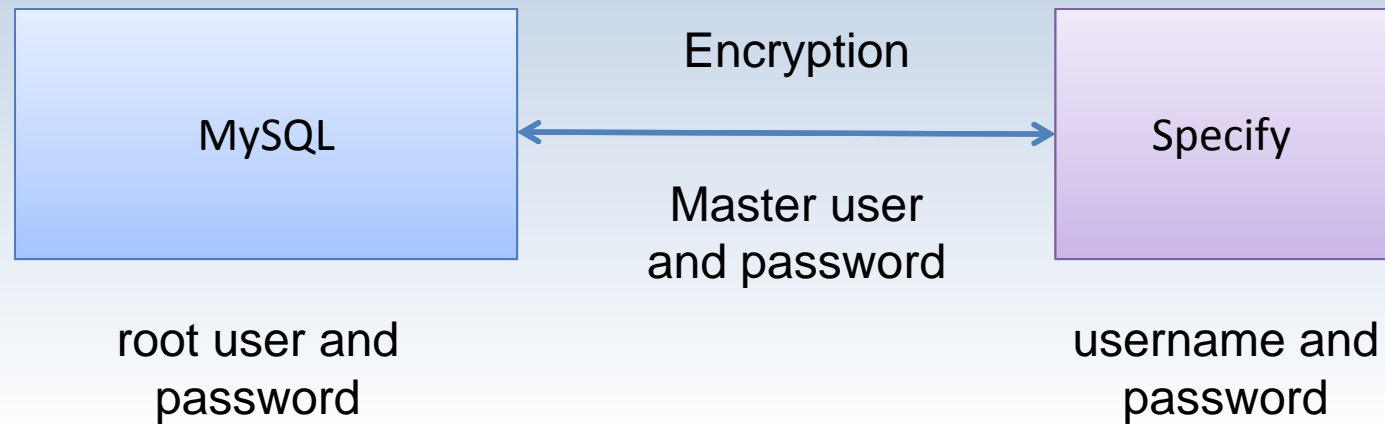 MySQL
Encryption
Master user
and password
Specify
root user and
password
username and
password